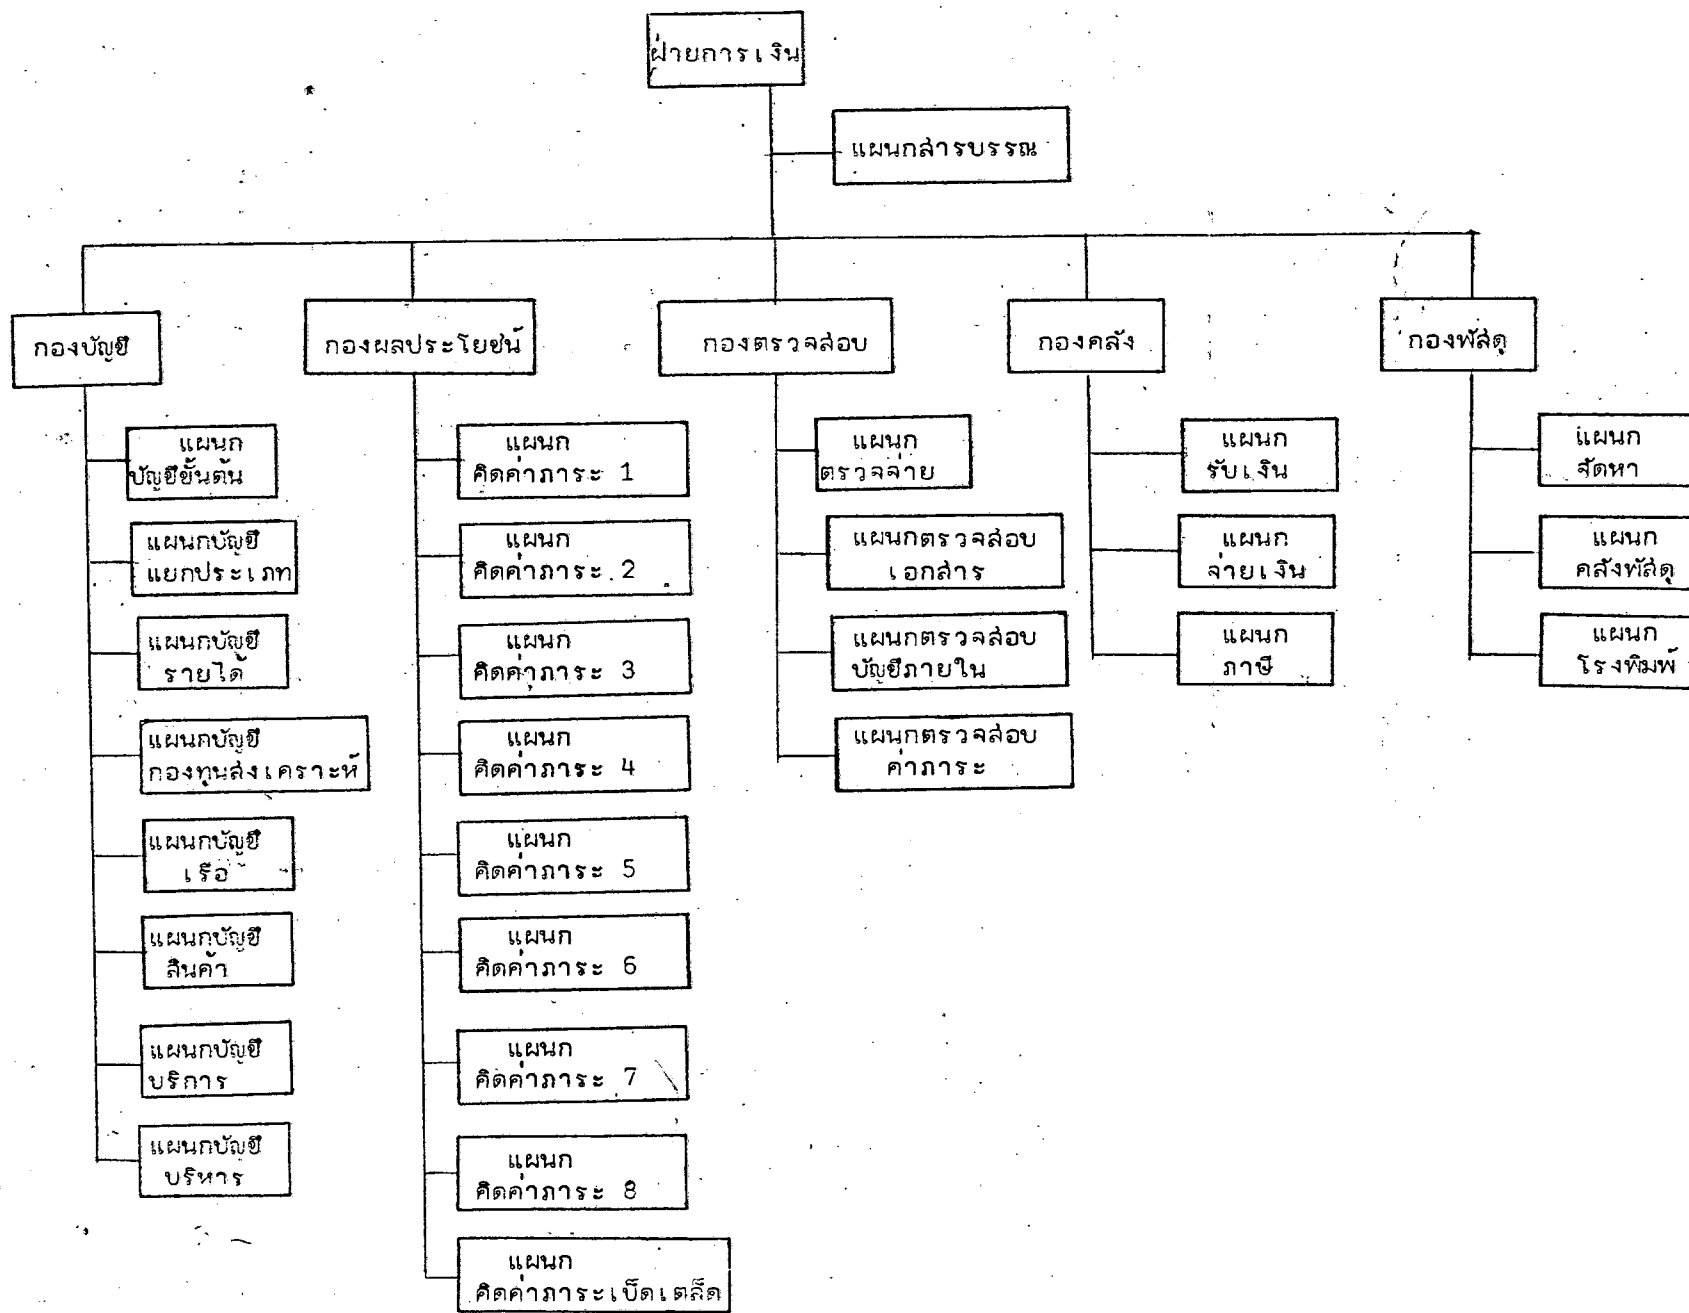 ฝ่ายการเงิน
แผนกสารบรรณ
กองบัญชี
กองผลประโยชน์
กองตรวจสอบ
กองคลัง
กองพัสดุ
แผนก
บัญชีขั้นต้น
แผนกบัญชี
แยกประเภท
แผนกบัญชี
รายได้
แผนกบัญชี
กองทุนสงเคราะห์
แผนกบัญชี
เรือ
แผนกบัญชี
สินค้า
แผนกบัญชี
บริการ
แผนกบัญชี
บริหาร
แผนก
คิดค่าภาระ 1
แผนก
คิดค่าภาระ 2
แผนก
คิดค่าภาระ 3
แผนก
คิดค่าภาระ 4
แผนก
คิดค่าภาระ 5
แผนก
คิดค่าภาระ 6
แผนก
คิดค่าภาระ 7
แผนก
คิดค่าภาระ 8
แผนก
คิดค่าภาระเบ็ดเตล็ด
แผนก
ตรวจจ่าย
แผนกตรวจสอบ
เอกสาร
แผนกตรวจสอบ
บัญชีภายใน
แผนกตรวจสอบ
ค่าภาระ
แผนก
รับเงิน
แผนก
จ่ายเงิน
แผนก
ภาษี
แผนก
จัดหา
แผนก
คลังพัสดุ
แผนก
โรงพิมพ์